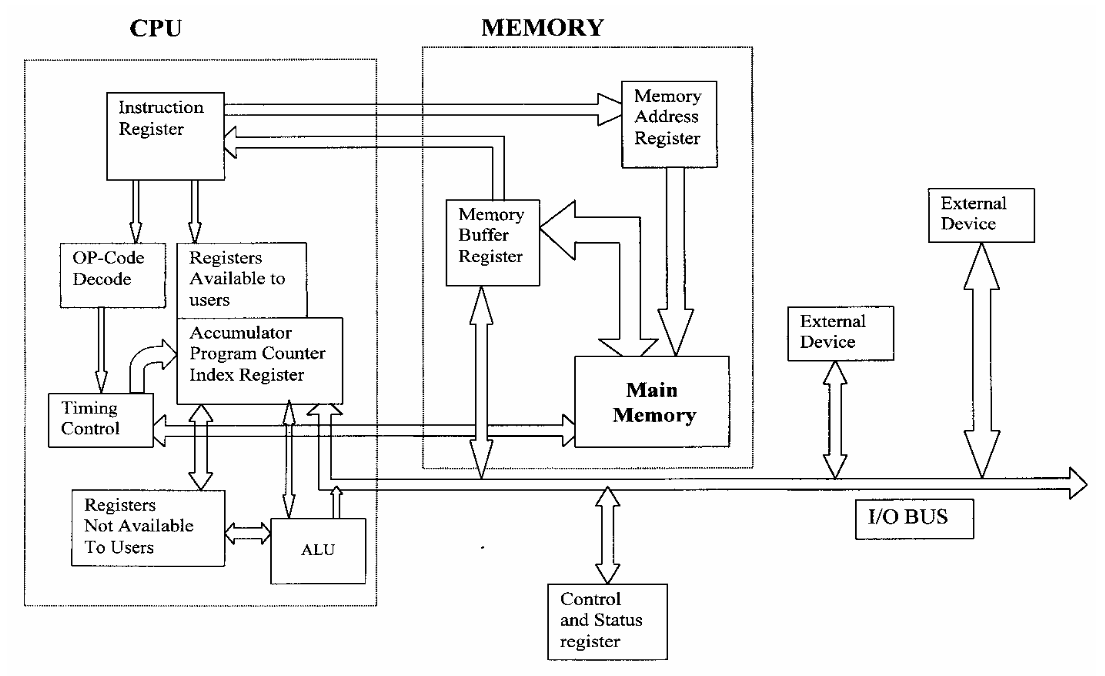 CPU
MEMORY
Instruction
Register
Memory
Address
Register
Memory
Buffer
Register
External
Device
OP-Code
Decode
Registers
Available to
users
Accumulator
Program Counter
Index Register
External
Device
Timing
Control
Main
Memory
Registers
Not Available
To Users
ALU
I/O BUS
Control
and Status
register